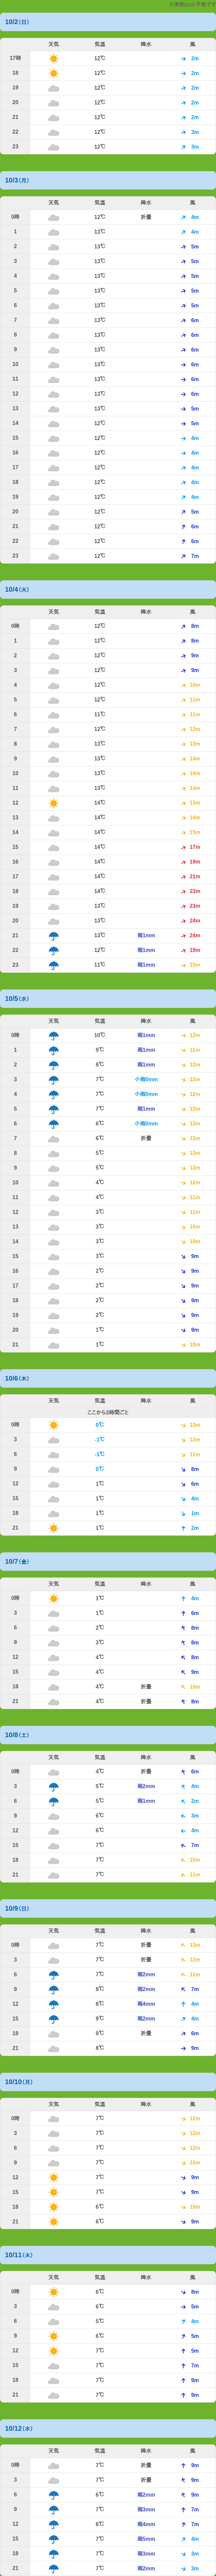 10/2(日)
天気 気温 降水 風
17時 12℃ 2m
18 12℃ 2m
19 12℃ 2m
20 12℃ 2m
21 12℃ 2m
22 12℃ 3m
23 12℃ 3m
10/3(月)
天気 気温 降水 風
0時 12℃ 折畳 4m
1 13℃ 4m
2 13℃ 5m
3 13℃ 5m
4 13℃ 5m
5 13℃ 5m
6 13℃ 5m
7 13℃ 6m
8 13℃ 6m
9 13℃ 6m
10 13℃ 6m
11 13℃ 6m
12 13℃ 6m
13 13℃ 5m
14 12℃ 5m
15 12℃ 4m
16 12℃ 4m
17 12℃ 4m
18 12℃ 4m
19 12℃ 4m
20 12℃ 5m
21 12℃ 6m
22 12℃ 6m
23 12℃ 7m
10/4(火)
天気 気温 降水 風
0時 12℃ 8m
1 12℃ 8m
2 12℃ 9m
3 12℃ 9m
4 12℃ 10m
5 12℃ 11m
6 11℃ 11m
7 12℃ 12m
8 13℃ 13m
9 13℃ 14m
10 13℃ 14m
11 13℃ 14m
12 14℃ 13m
13 14℃ 14m
14 14℃ 15m
15 14℃ 17m
16 14℃ 19m
17 14℃ 21m
18 14℃ 23m
19 13℃ 23m
20 13℃ 24m
21 13℃ 雨1mm 24m
22 12℃ 雨1mm 19m
23 11℃ 雨1mm 15m
10/5(水)
天気 気温 降水 風
0時 10℃ 雨1mm 12m
1 9℃ 雨1mm 11m
2 8℃ 雨1mm 12m
3 7℃ 小雨0mm 12m
4 7℃ 小雨0mm 12m
5 7℃ 雨1mm 13m
6 6℃ 小雨0mm 13m
7 6℃ 折畳 13m
8 5℃ 13m
9 5℃ 13m
10 4℃ 12m
11 4℃ 11m
12 3℃ 11m
13 3℃ 10m
14 3℃ 10m
15 3℃ 9m
16 2℃ 9m
17 2℃ 9m
18 2℃ 9m
19 2℃ 9m
20 1℃ 9m
21 1℃ 10m
10/6(木)
天気 気温 降水 風
ここから3時間ごと
0時 0℃ 13m
3 -1℃ 12m
6 -1℃ 11m
9 0℃ 8m
12 1℃ 6m
15 1℃ 4m
18 1℃ 1m
21 1℃ 2m
10/7(金)
天気 気温 降水 風
0時 1℃ 4m
3 1℃ 6m
6 2℃ 8m
9 3℃ 8m
12 4℃ 8m
15 4℃ 9m
18 4℃ 折畳 10m
21 4℃ 折畳 8m
10/8(土)
天気 気温 降水 風
0時 4℃ 折畳 6m
3 5℃ 雨2mm 4m
6 5℃ 雨1mm 2m
9 6℃ 3m
12 6℃ 4m
15 7℃ 7m
18 7℃ 10m
21 7℃ 11m
10/9(日)
天気 気温 降水 風
0時 7℃ 折畳 13m
3 7℃ 折畳 12m
6 7℃ 雨2mm 11m
9 8℃ 雨2mm 7m
12 8℃ 雨4mm 4m
15 9℃ 雨2mm 4m
18 9℃ 折畳 6m
21 8℃ 9m
10/10(月)
天気 気温 降水 風
0時 7℃ 12m
3 7℃ 12m
6 7℃ 12m
9 7℃ 10m
12 7℃ 9m
15 7℃ 9m
18 6℃ 10m
21 6℃ 9m
10/11(火)
天気 気温 降水 風
0時 6℃ 8m
3 6℃ 5m
6 5℃ 4m
9 6℃ 5m
12 7℃ 5m
15 7℃ 7m
18 7℃ 9m
21 7℃ 9m
10/12(水)
天気 気温 降水 風
0時 7℃ 折畳 9m
3 7℃ 折畳 9m
6 6℃ 雨2mm 9m
9 7℃ 雨3mm 7m
12 8℃ 雨4mm 7m
15 7℃ 雨5mm 4m
18 7℃ 雨3mm 3m
21 7℃ 雨2mm 3m